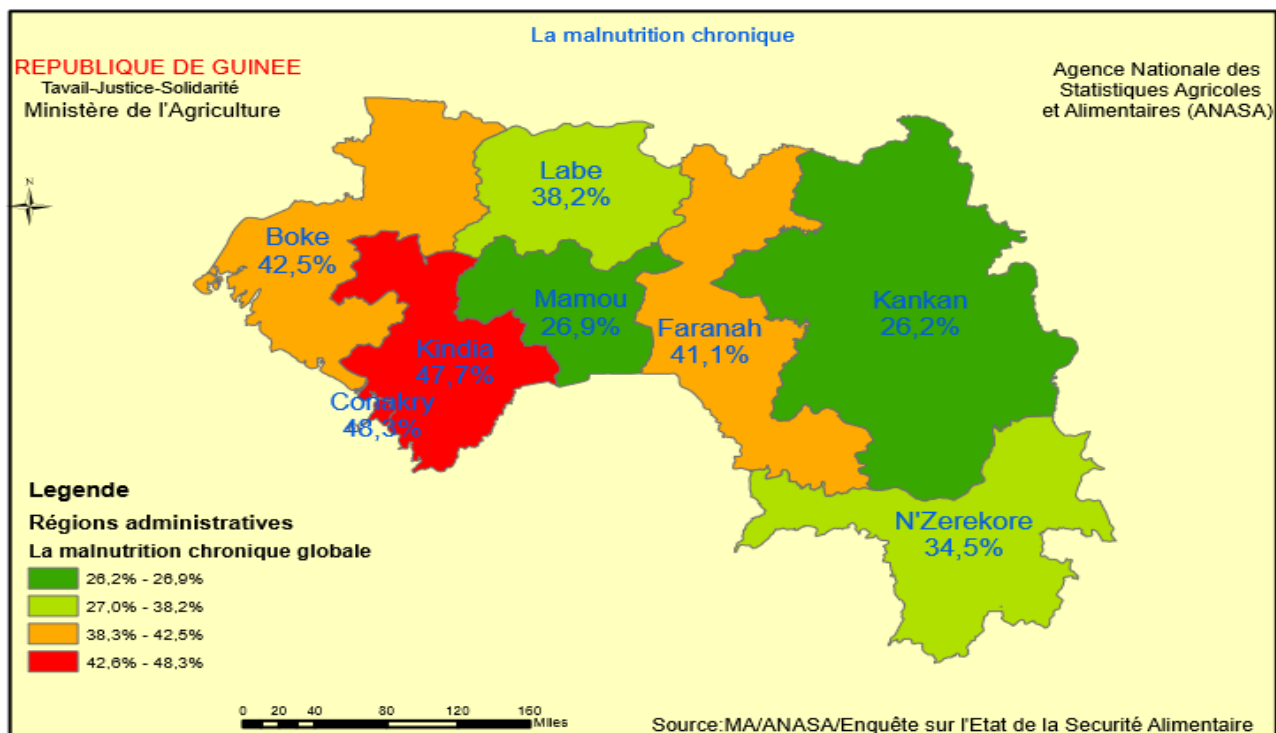 La malnutrition chronique
REPUBLIQUE DE GUINEE
Tavail-Justice-Solidarité
Ministère de l'Agriculture
Agence Nationale des
Statistiques Agricoles
et Alimentaires (ANASA)
N
Labe
38,2%
Boke
42,5%
Mamou
26,9%
Kankan
26,2%
Faranah
41,1%
Kindia
47,7%
Conakry
48,3%
N'Zerekore
34,5%
Legende
Régions administratives
La malnutrition chronique globale
26,2% - 26,9%
27,0% - 38,2%
38,3% - 42,5%
42,6% - 48,3%
0 20 40 80 120 160
Miles
Source:MA/ANASA/Enquête sur l'Etat de la Securité Alimentaire